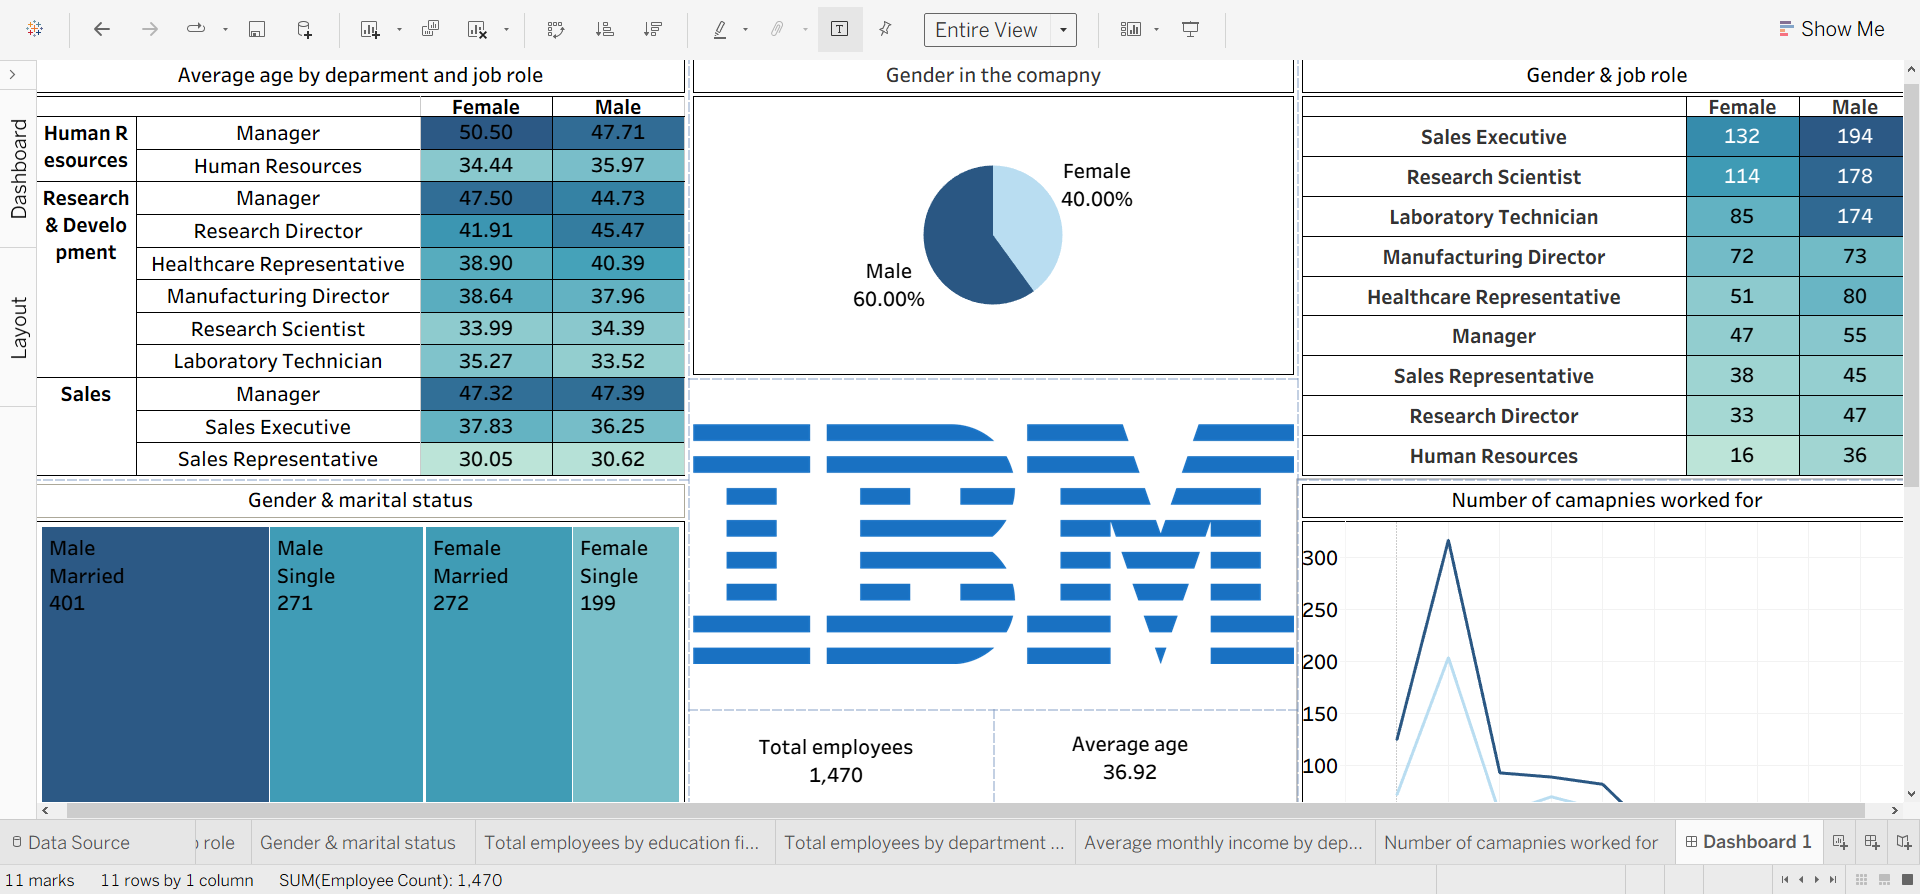 Entire View
Show Me
Dashboard
Layout
Average age by deparment and job role
Female Male
Human R
esources
Manager 50.50 47.71
Human Resources 34.44 35.97
Research
& Develo
pment
Manager 47.50 44.73
Research Director 41.91 45.47
Healthcare Representative 38.90 40.39
Manufacturing Director 38.64 37.96
Research Scientist 33.99 34.39
Laboratory Technician 35.27 33.52
Sales
Manager 47.32 47.39
Sales Executive 37.83 36.25
Sales Representative 30.05 30.62
Gender in the comapny
Female
40.00%
Male
60.00%
Gender & job role
Female Male
Sales Executive 132 194
Research Scientist 114 178
Laboratory Technician 85 174
Manufacturing Director 72 73
Healthcare Representative 51 80
Manager 47 55
Sales Representative 38 45
Research Director 33 47
Human Resources 16 36
Gender & marital status
Male
Married
401
Male
Single
271
Female
Married
272
Female
Single
199
IBM
Total employees
1,470
Average age
36.92
Number of camapnies worked for
300
250
200
150
100
Data Source
role
Gender & marital status
Total employees by education fi...
Total employees by department ...
Average monthly income by dep...
Number of camapnies worked for
Dashboard 1
11 marks
11 rows by 1 column
SUM(Employee Count): 1,470